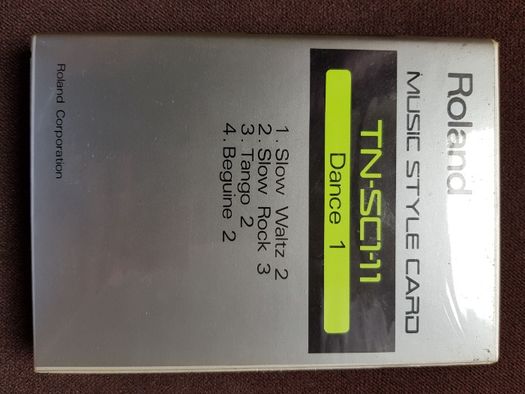 Roland
MUSIC STYLE CARD
TN-SC1-11
Dance 1
1. Slow Waltz 2
2. Slow Rock 3
3. Tango 2
4. Beguine 2
Roland Corporation